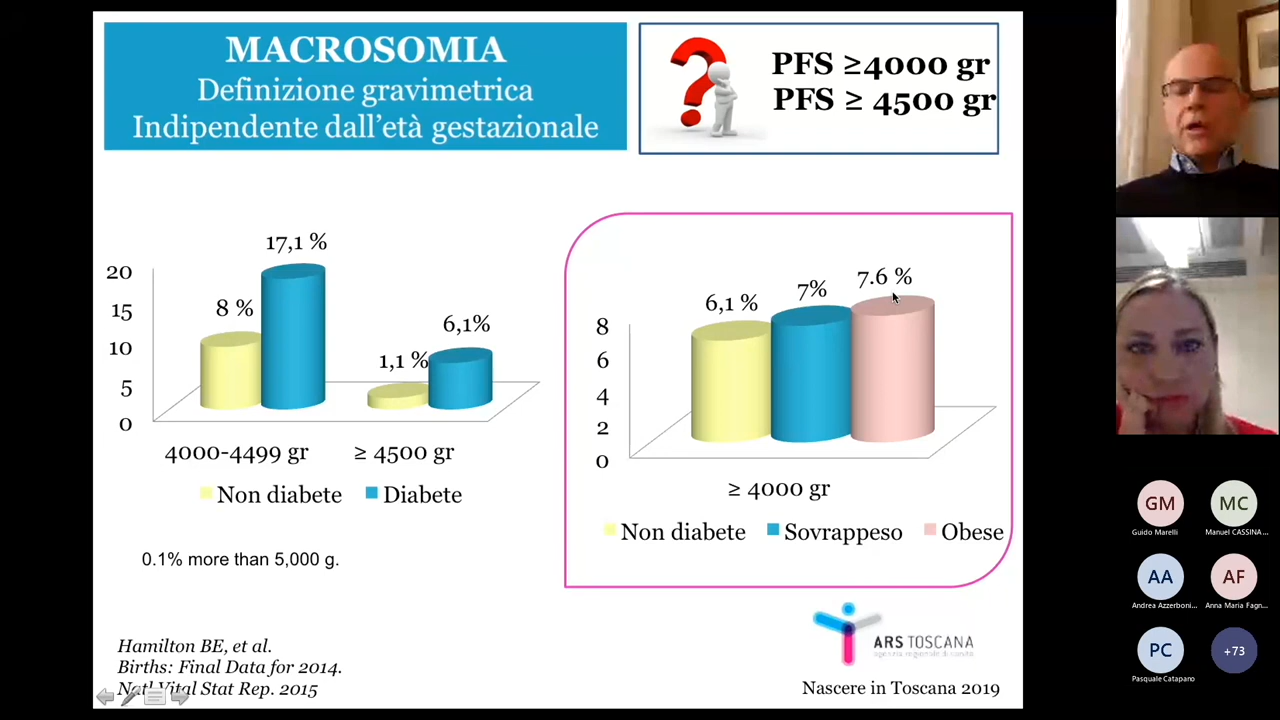 MACROSOMIA
Definizione gravimetrica
Indipendente dall'età gestazionale
PFS ≥4000 gr
PFS ≥ 4500 gr
17,1 %
8 %
6,1%
1,1 %
20
15
10
5
0
4000-4499 gr
≥ 4500 gr
Non diabete
Diabete
0.1% more than 5,000 g.
Hamilton BE, et al.
Births: Final Data for 2014.
Natl Vital Stat Rep. 2015
6,1 %
7%
7.6 %
8
6
4
2
0
≥ 4000 gr
Non diabete
Sovrappeso
Obese
ARS TOSCANA
agenzia regionale di sanità
Nascere in Toscana 2019
GM
Guido Marelli
MC
Manuel CASSINA...
AA
Andrea Azzerboni...
AF
Anna Maria Fagn...
PC
Pasquale Catapano
+73